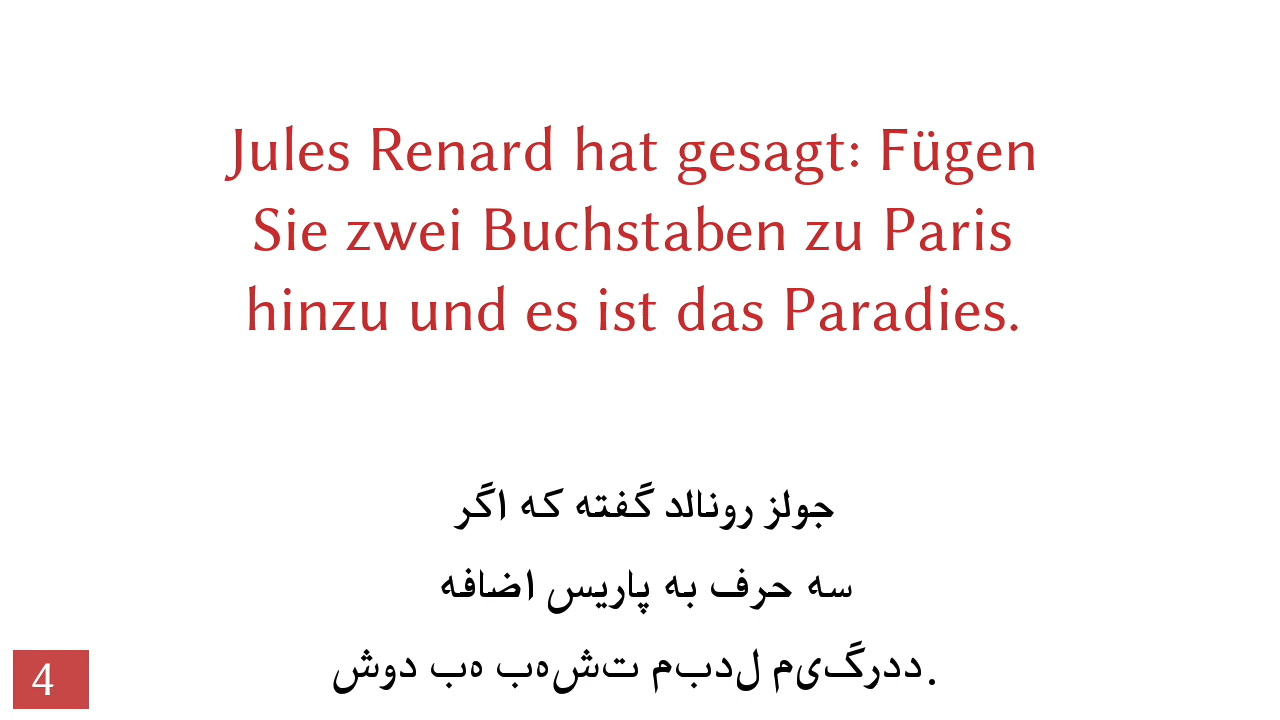 Jules Renard hat gesagt: Fügen
Sie zwei Buchstaben zu Paris
hinzu und es ist das Paradies.
جولز رونالد گفته که اگر
سه حرف به پاریس اضافه
.ددرگیم لدبم تشهب هب دوش
4